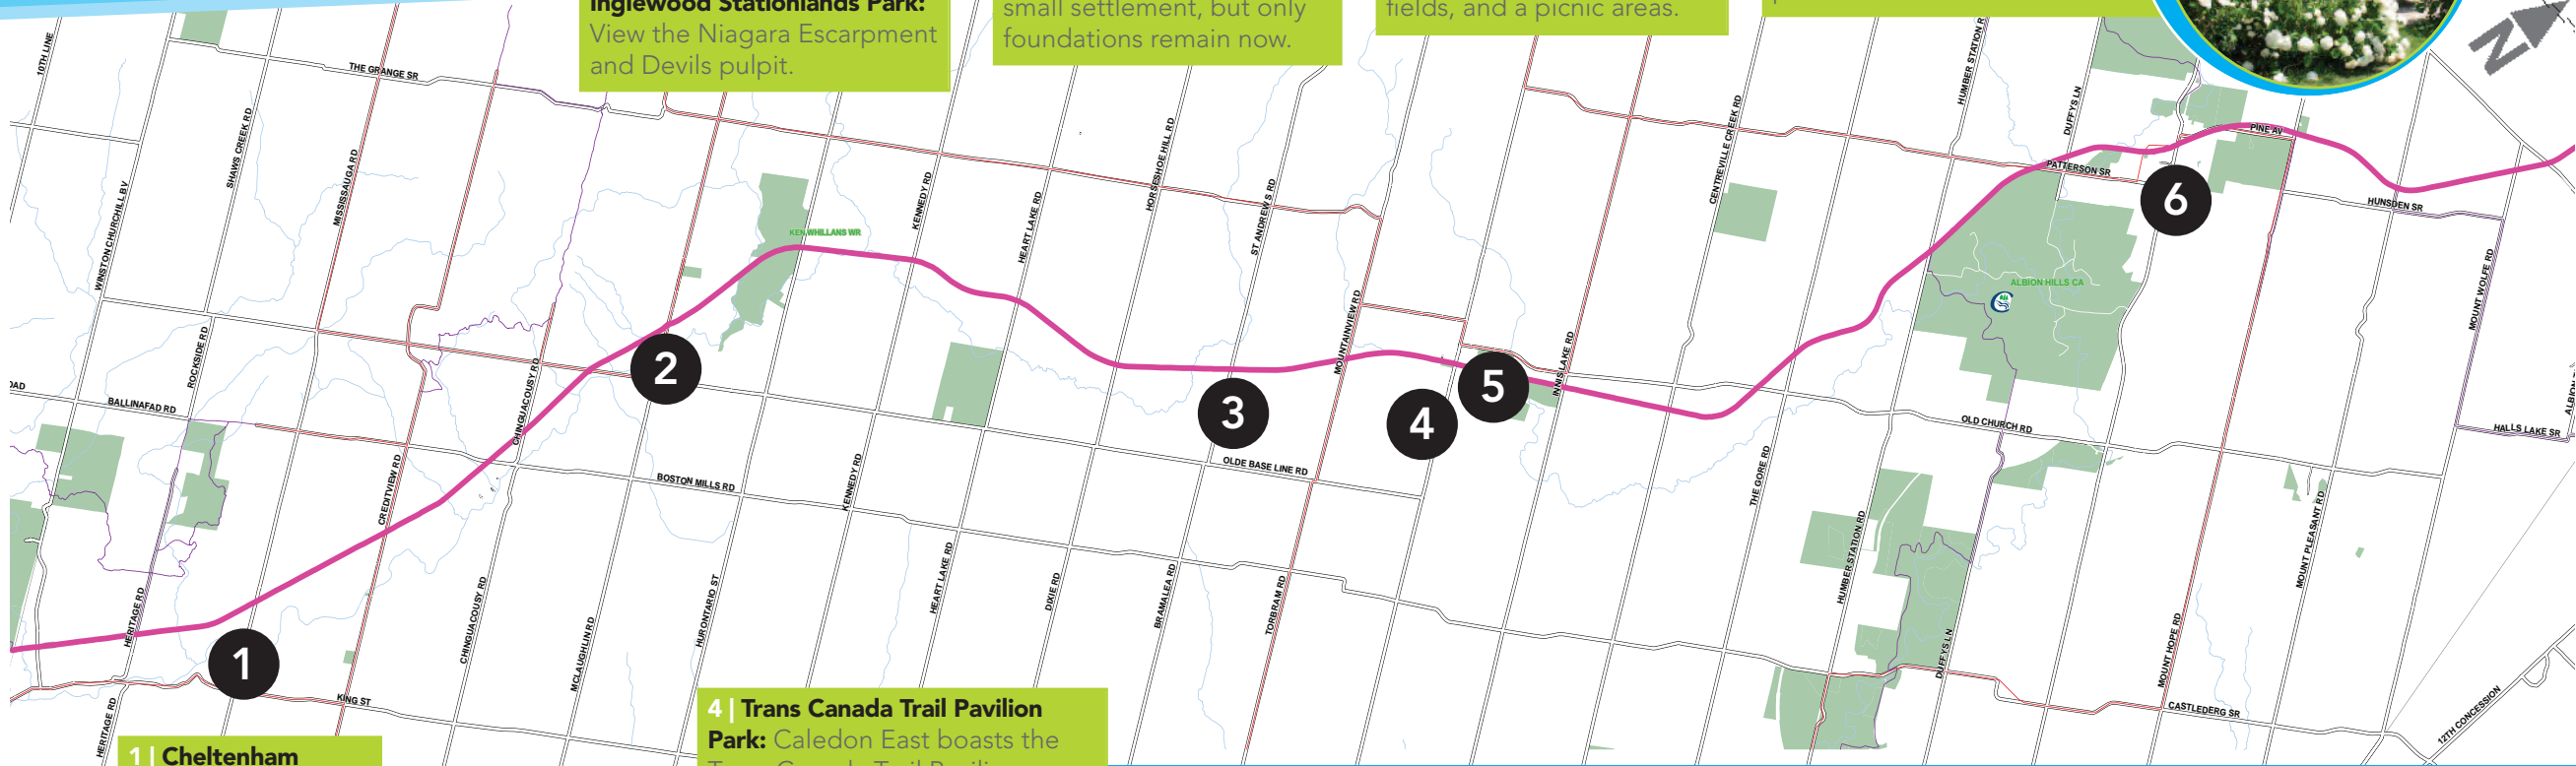 Inglewood Stationlands Park:
View the Niagara Escarpment
and Devils pulpit.
small settlement, but only
foundations remain now.
fields, and a picnic areas.
N
10TH LINE
THE GRANGE SR
SHAWS CREEK RD
MISSISSAUGA RD
WINSTON CHURCHILL BV
KENNEDY RD
HEART LAKE RD
HORSESHOE HILL RD
ST ANDREWS RD
CENTREVILLE CREEK RD
HUMBER STATION R
DUFFYS LN
PATTERSON SR
PINE AV
HUNSDEN SR
MOUNT WOLFE RD
KEN WHILLANS WR
ALBION HILLS CA
6
ROCKSIDE RD
CHINGUACOUSY RD
2
MOUNTAINVIEW RD
INNIS LAKE RD
3
4
5
OAD
BALLINAFAD RD
CREDITVIEW RD
BOSTON MILLS RD
KENNEDY RD
OLDE BASE LINE RD
THE GORE RD
OLD CHURCH RD
HALLS LAKE SR
HUMBER STATION RD
MOUNT PLEASANT RD
HERITAGE RD
1
CHINGUACOUSY RD
MCLAUGHLIN RD
HURONTARIO ST
HEART LAKE RD
DIXIE RD
BRAMALEA RD
TORBRAM RD
DUFFYS LN
MOUNT HOPE RD
HERITAGE RD
KING ST
CASTLEDERG SR
12TH CONCESSION
4 | Trans Canada Trail Pavilion
Park: Caledon East boasts the
1 | Cheltenham